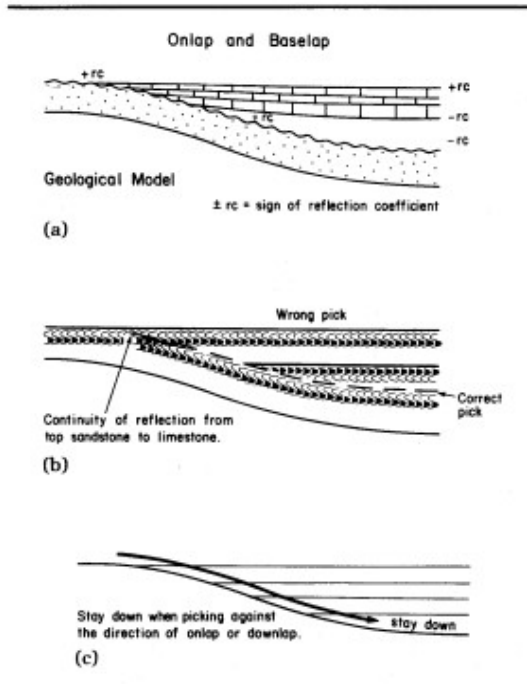 Onlap and Baselap
+rc
+rc
-rc
-rc
Geological Model
± rc = sign of reflection coefficient
(a)
Wrong pick
Correct
pick
Continuity of reflection from
top sandstone to limestone.
(b)
Stay down when picking against
the direction of onlap or downlap.
stay down
(c)